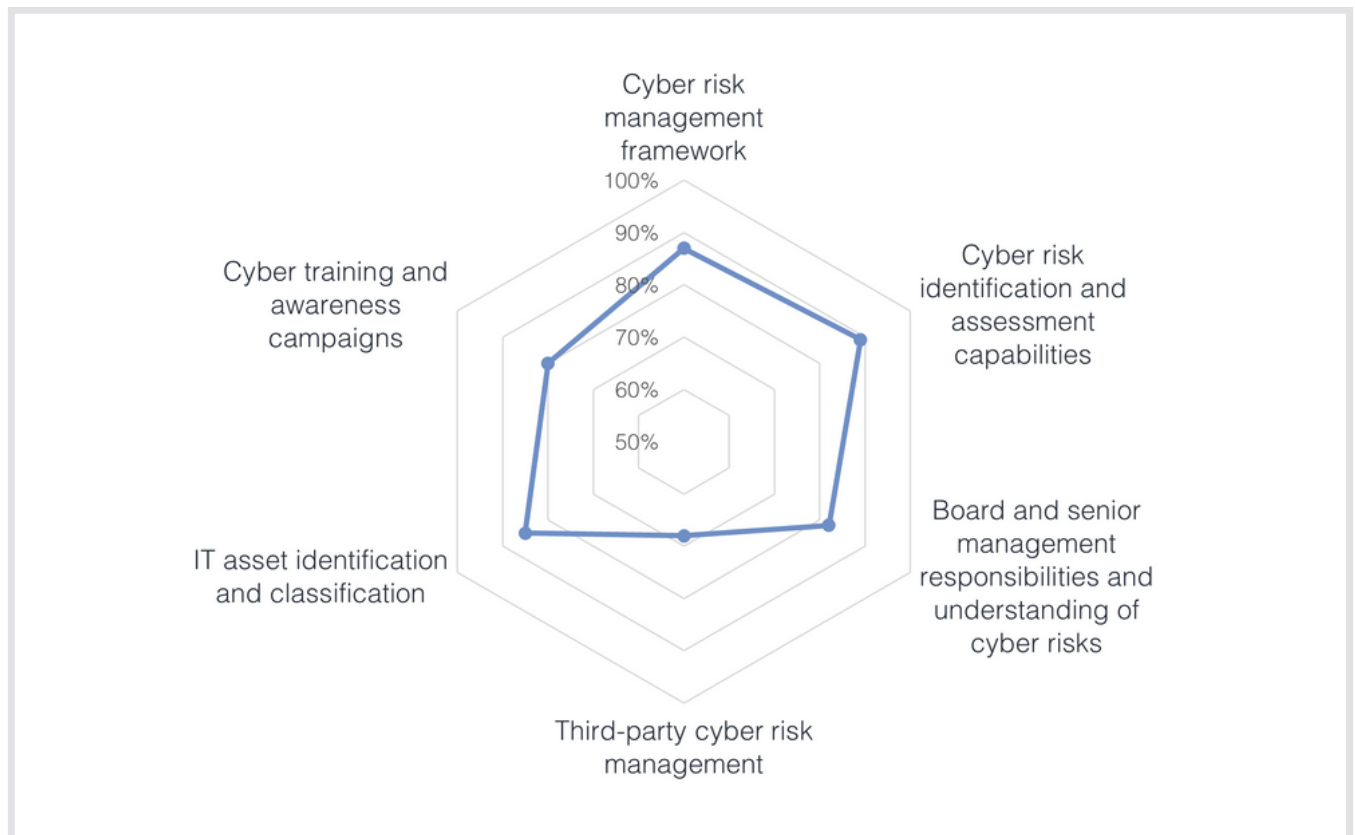 Cyber risk
management
framework
100%
90%
80%
70%
60%
50%
Cyber risk
identification and
assessment
capabilities
Board and senior
management
responsibilities and
understanding of
cyber risks
Third-party cyber risk
management
IT asset identification
and classification
Cyber training and
awareness
campaigns